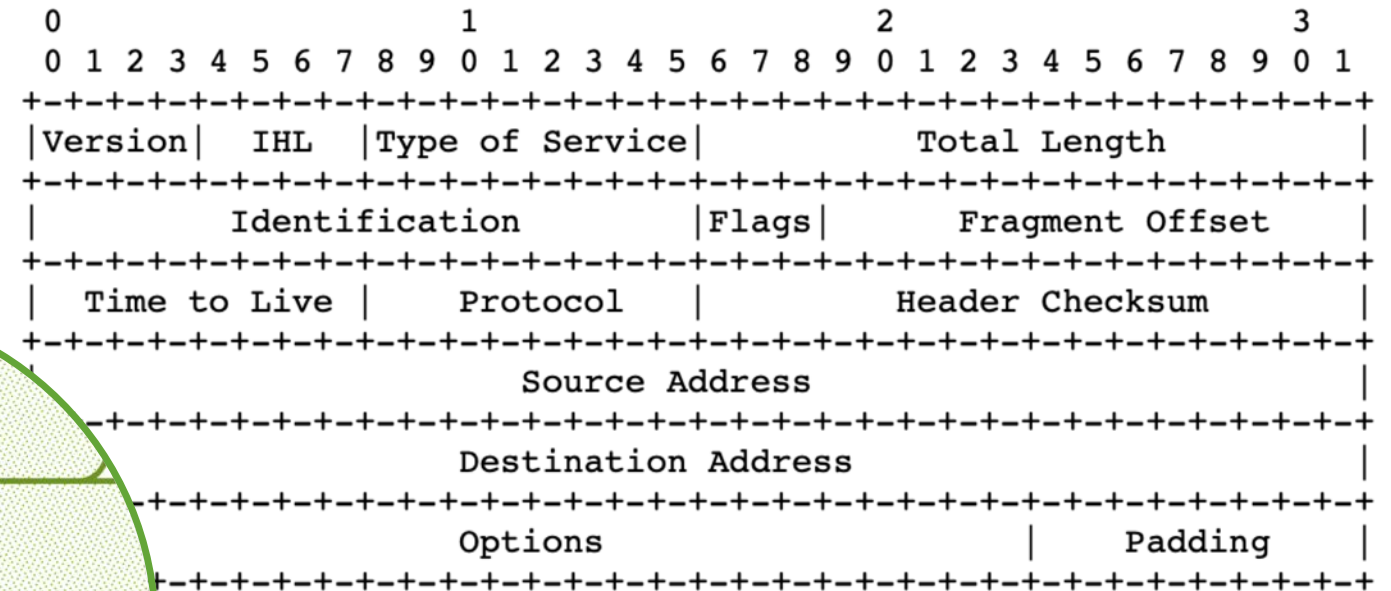 0                   1                   2                   3
0 1 2 3 4 5 6 7 8 9 0 1 2 3 4 5 6 7 8 9 0 1 2 3 4 5 6 7 8 9 0 1
+-+-+-+-+-+-+-+-+-+-+-+-+-+-+-+-+-+-+-+-+-+-+-+-+-+-+-+-+-+-+-+-+
|Version|  IHL  |Type of Service|          Total Length         |
+-+-+-+-+-+-+-+-+-+-+-+-+-+-+-+-+-+-+-+-+-+-+-+-+-+-+-+-+-+-+-+-+
|         Identification        |Flags|      Fragment Offset    |
+-+-+-+-+-+-+-+-+-+-+-+-+-+-+-+-+-+-+-+-+-+-+-+-+-+-+-+-+-+-+-+-+
|  Time to Live |    Protocol   |         Header Checksum       |
+-+-+-+-+-+-+-+-+-+-+-+-+-+-+-+-+-+-+-+-+-+-+-+-+-+-+-+-+-+-+-+-+
Source Address                          |
-+-+-+-+-+-+-+-+-+-+-+-+-+-+-+-+-+-+-+-+-+-+-+-+-+-+-+-+-+-+-+
Destination Address                        |
-+-+-+-+-+-+-+-+-+-+-+-+-+-+-+-+-+-+-+-+-+-+-+-+-+-+-+-+-+-+
Options                    |    Padding    |
+-+-+-+-+-+-+-+-+-+-+-+-+-+-+-+-+-+-+-+-+-+-+-+-+-+-+-+-+-+